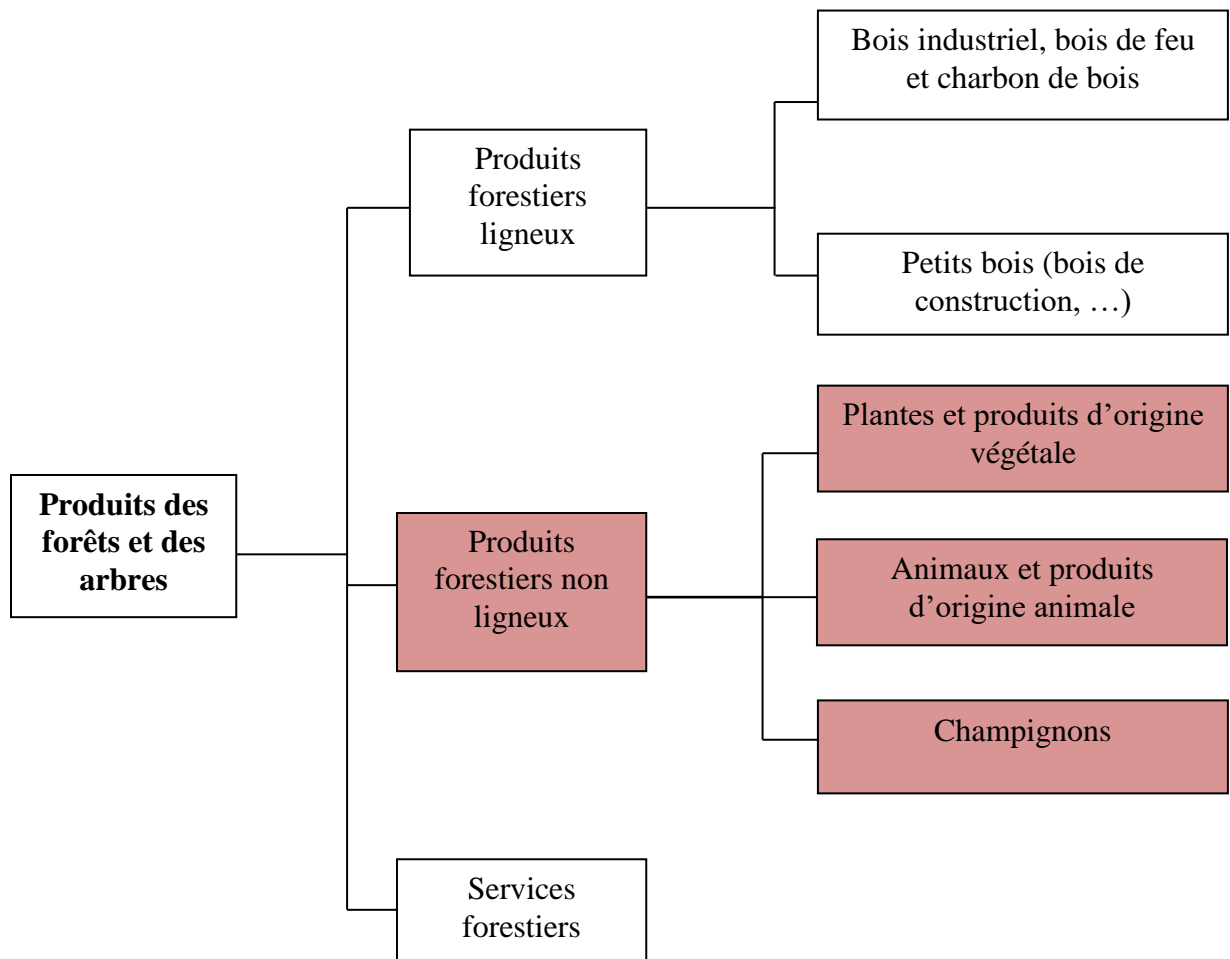 Bois industriel, bois de feu
et charbon de bois
Produits
forestiers
ligneux
Petits bois (bois de
construction, …)
Plantes et produits d’origine
végétale
Produits des
forêts et des
arbres
Produits
forestiers non
ligneux
Animaux et produits
d’origine animale
Champignons
Services
forestiers